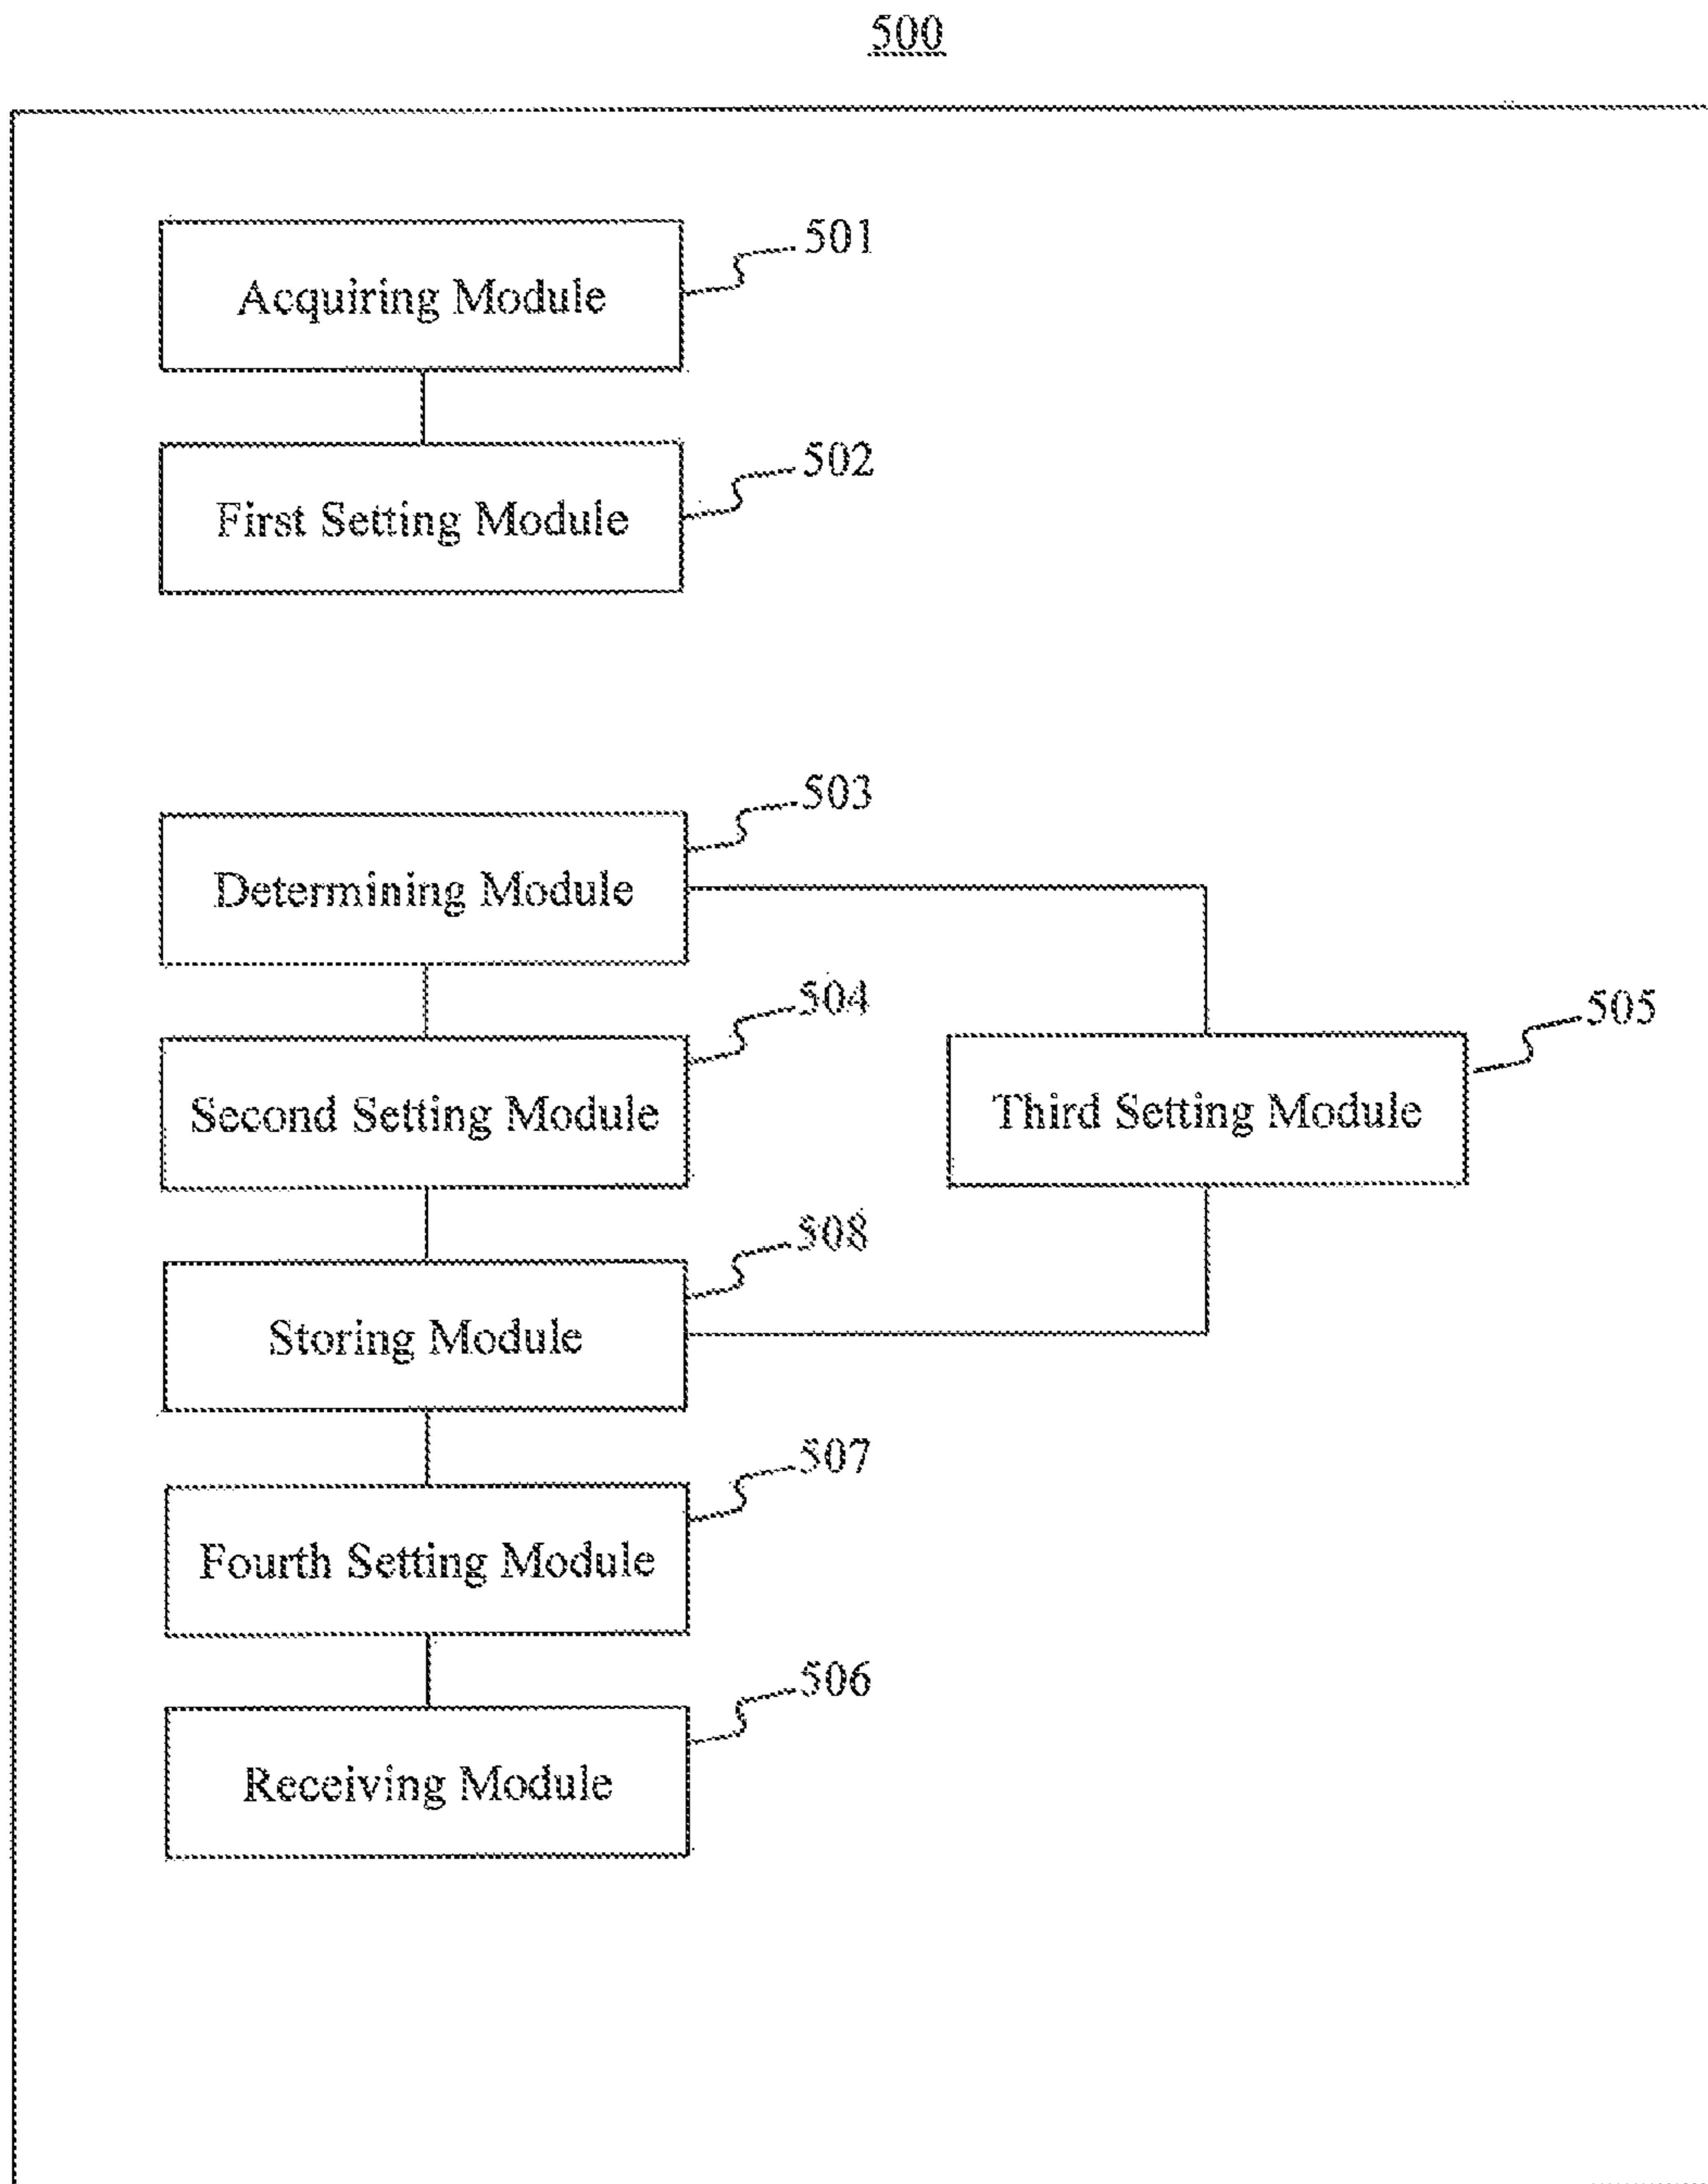 500
501
Acquiring Module
502
First Setting Module
503
Determining Module
504
505
Second Setting Module
Third Setting Module
508
Storing Module
507
Fourth Setting Module
506
Receiving Module